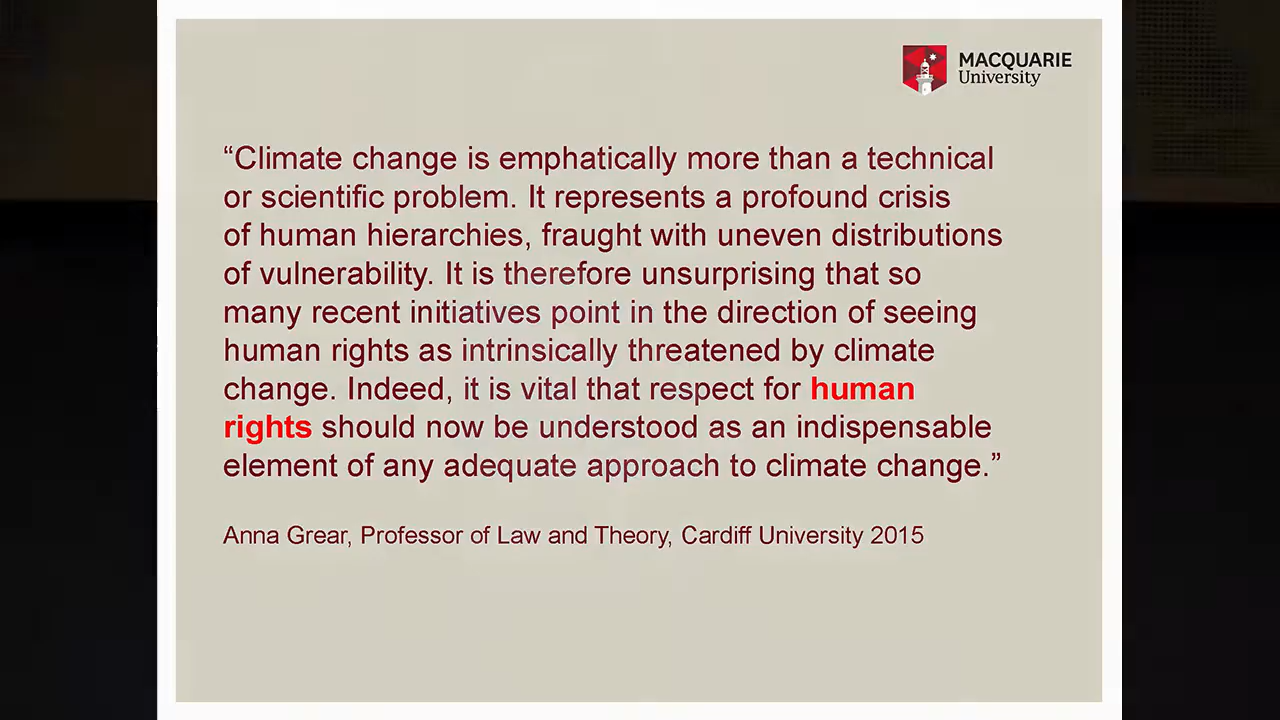 MACQUARIE
University
“Climate change is emphatically more than a technical
or scientific problem. It represents a profound crisis
of human hierarchies, fraught with uneven distributions
of vulnerability. It is therefore unsurprising that so
many recent initiatives point in the direction of seeing
human rights as intrinsically threatened by climate
change. Indeed, it is vital that respect for human
rights should now be understood as an indispensable
element of any adequate approach to climate change.”
Anna Grear, Professor of Law and Theory, Cardiff University 2015